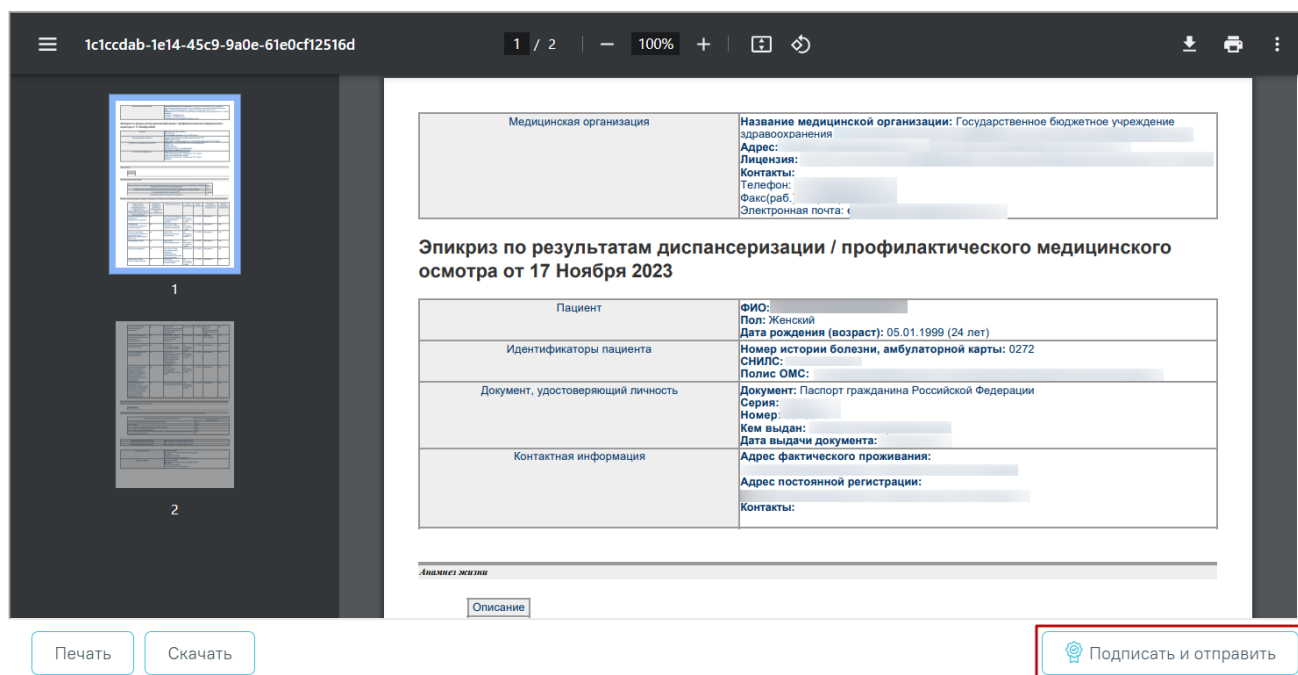 1c1ccdab-1e14-45c9-9a0e-61e0cf12516d
1 / 2
100%
1
2
Медицинская организация
Название медицинской организации: Государственное бюджетное учреждение
здравоохранения
Адрес:
Лицензия:
Контакты:
Телефон:
Факс(раб.
Электронная почта:
Эпикриз по результатам диспансеризации / профилактического медицинского
осмотра от 17 Ноября 2023
Пациент
ФИО:
Пол: Женский
Дата рождения (возраст): 05.01.1999 (24 лет)
Идентификаторы пациента
Номер истории болезни, амбулаторной карты: 0272
СНИЛС:
Полис ОМС:
Документ, удостоверяющий личность
Документ: Паспорт гражданина Российской Федерации
Серия:
Номер:
Кем выдан:
Дата выдачи документа:
Контактная информация
Адрес фактического проживания:
Адрес постоянной регистрации:
Контакты:
Анамнез жизни
Описание
Печать
Скачать
Подписать и отправить